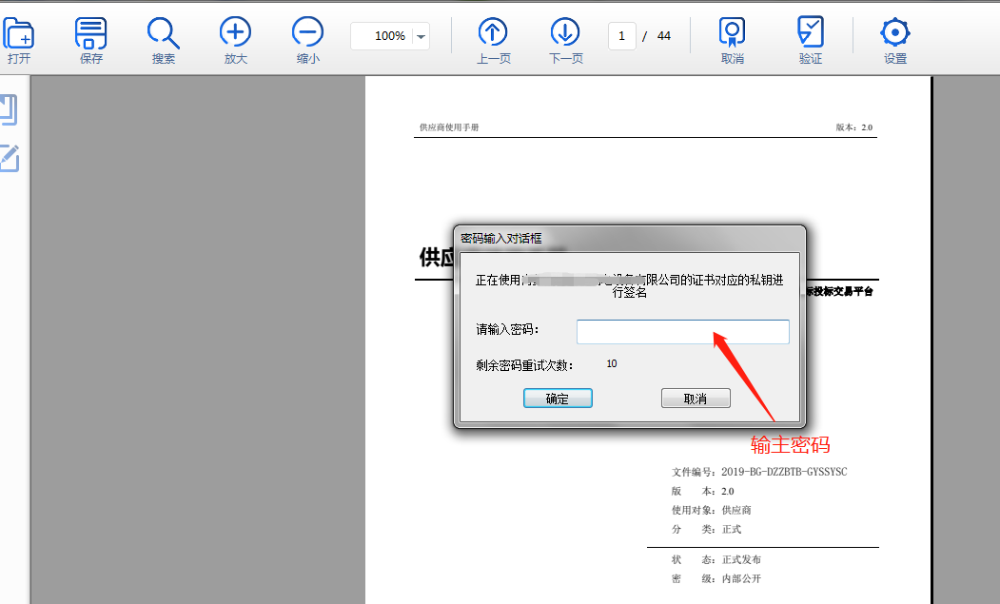 100%
1 / 44
打开 保存 搜索 放大 缩小 上一页 下一页 取消 验证 设置
供应商使用手册 版本：2.0
密码输入对话框
供应
正在使用 设备有限公司的证书对应的私钥进
行签名
标投标交易平台
请输入密码：
剩余密码重试次数： 10
确定 取消
输主密码
文件编号：2019-BG-DZZBTB-GYSSYSC
版 本：2.0
使用对象：供应商
分 类：正式
状 态：正式发布
密 级：内部公开